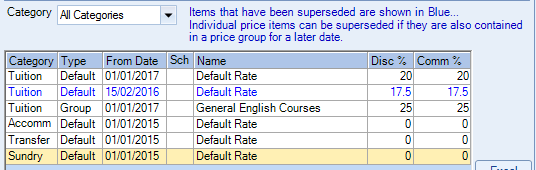 Category All Categories
Items that have been superseded are shown in Blue...
Individual price items can be superseded if they are also contained
in a price group for a later date.
Category Type From Date Sch Name Disc % Comm %
Tuition Default 01/01/2017 Default Rate 20 20
Tuition Default 15/02/2016 Default Rate 17.5 17.5
Tuition Group 01/01/2017 General English Courses 25 25
Accomm Default 01/01/2015 Default Rate 0 0
Transfer Default 01/01/2015 Default Rate 0 0
Sundry Default 01/01/2015 Default Rate 0 0
Excel